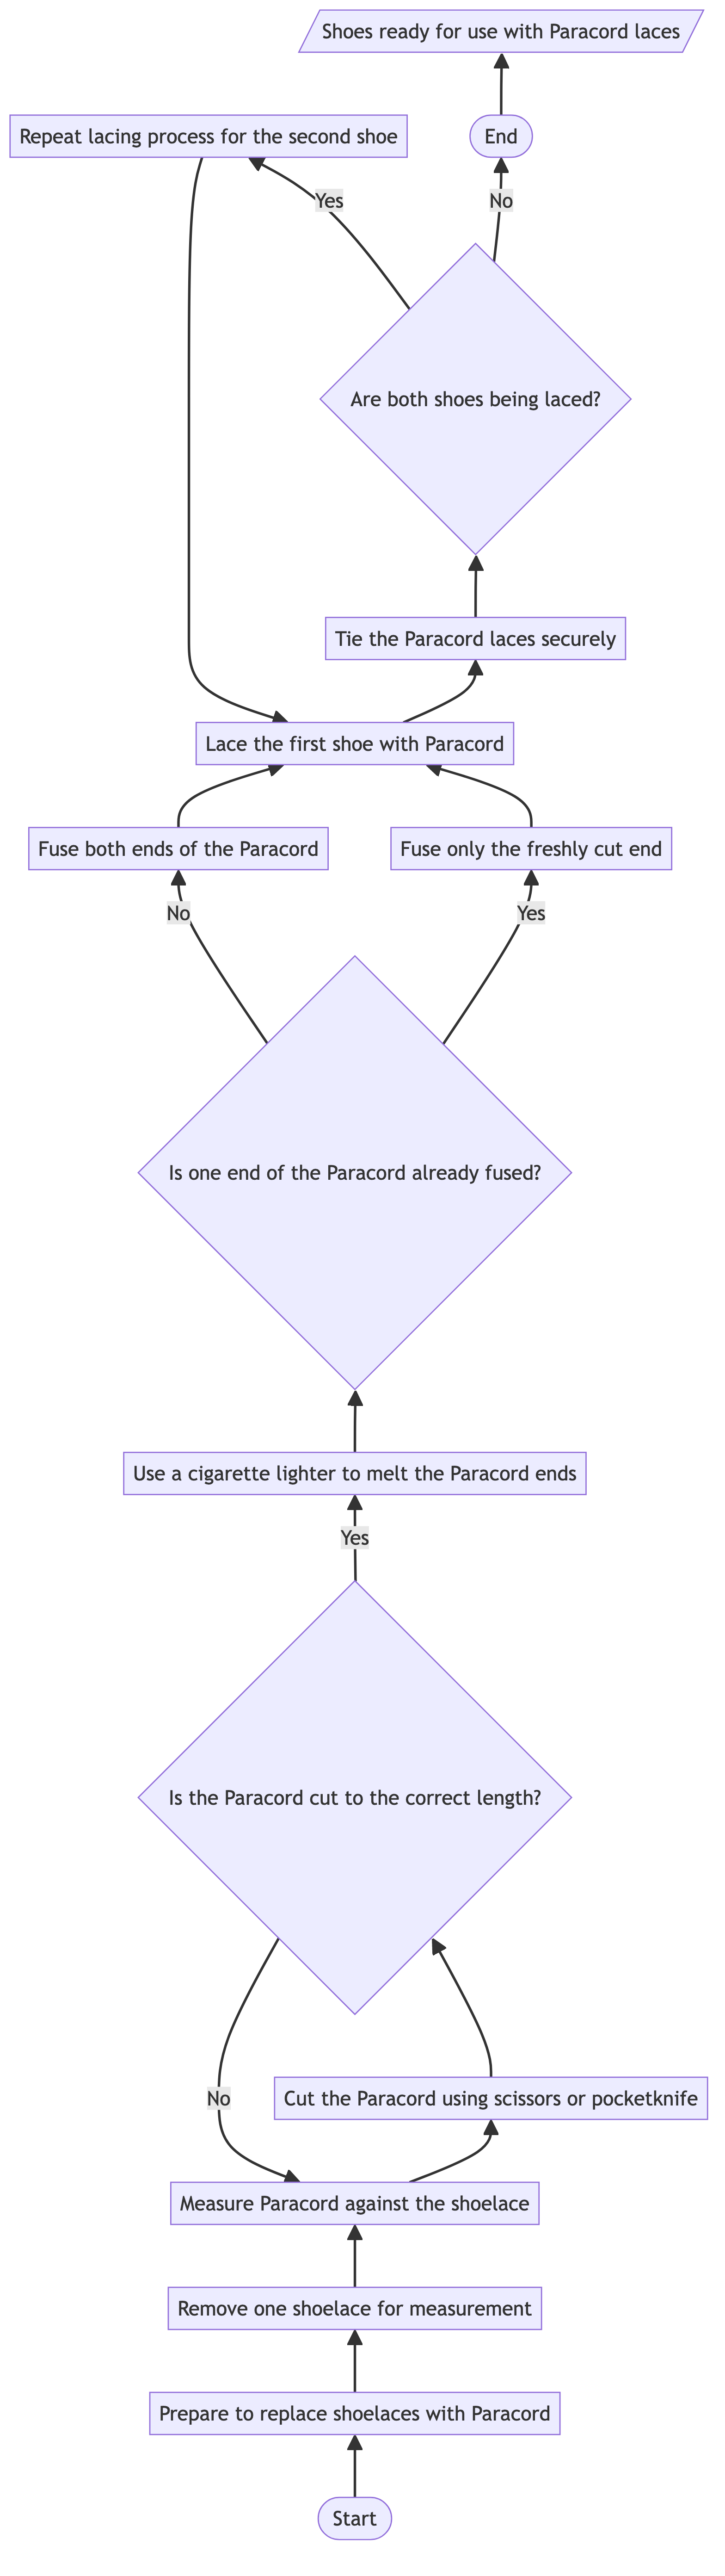 Shoes ready for use with Paracord laces
Repeat lacing process for the second shoe
End
Yes
No
Are both shoes being laced?
Tie the Paracord laces securely
Lace the first shoe with Paracord
Fuse both ends of the Paracord
Fuse only the freshly cut end
No
Yes
Is one end of the Paracord already fused?
Use a cigarette lighter to melt the Paracord ends
Yes
Is the Paracord cut to the correct length?
No
Cut the Paracord using scissors or pocketknife
Measure Paracord against the shoelace
Remove one shoelace for measurement
Prepare to replace shoelaces with Paracord
Start